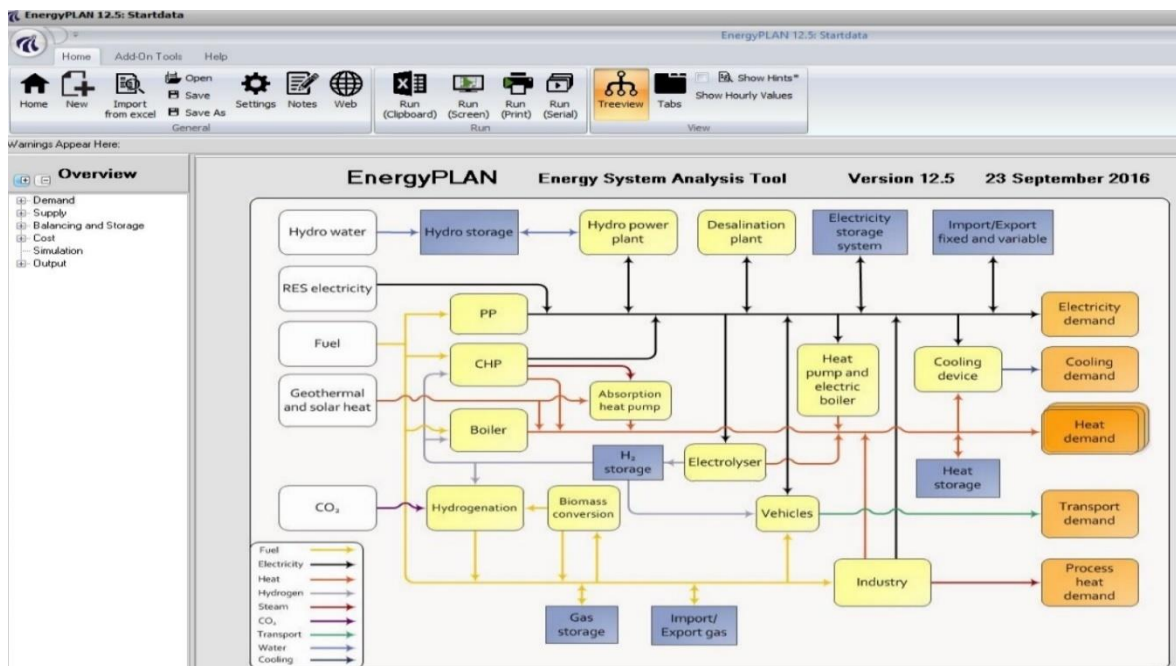 EnergyPLAN 12.5: Startdata
EnergyPLAN 12.5: Startdata
Home Add-On Tools Help
Home
New
Import
from excel
Open
Save
Save As
Settings
Notes
Web
General
Run
(Clipboard)
Run
(Screen)
Run
(Print)
Run
(Serial)
Run
Treeview
Tabs
Show Hints"
Show Hourly Values
View
Warnings Appear Here:
Overview
Demand
Supply
Balancing and Storage
Cost
Simulation
Output
EnergyPLAN Energy System Analysis Tool Version 12.5 23 September 2016
Hydro water
Hydro storage
Hydro power
plant
Desalination
plant
Electricity
storage
system
Import/Export
fixed and variable
RES electricity
PP
Electricity
demand
Fuel
CHP
Heat
pump and
electric
boiler
Cooling
device
Cooling
demand
Geothermal
and solar heat
Absorption
heat pump
Boiler
Heat
demand
H₂
storage
Electrolyser
Heat
storage
CO₂
Hydrogenation
Biomass
conversion
Vehicles
Transport
demand
Industry
Process
heat
demand
Gas
storage
Import/
Export gas
Fuel
Electricity
Heat
Hydrogen
Steam
CO₂
Transport
Water
Cooling